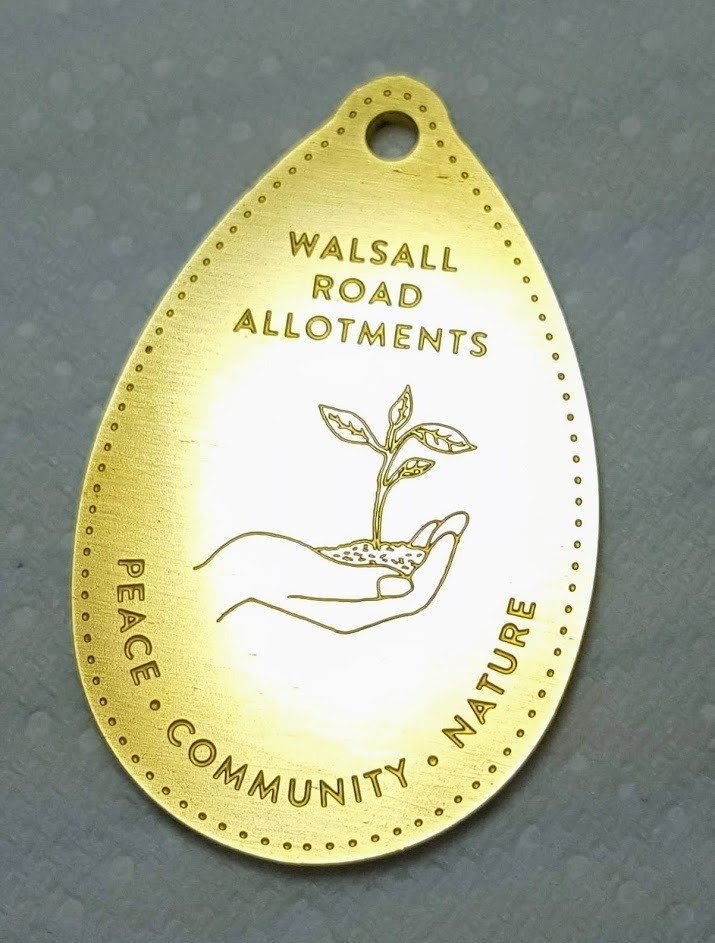 WALSALL
ROAD
ALLOTMENTS
PEACE • COMMUNITY • NATURE